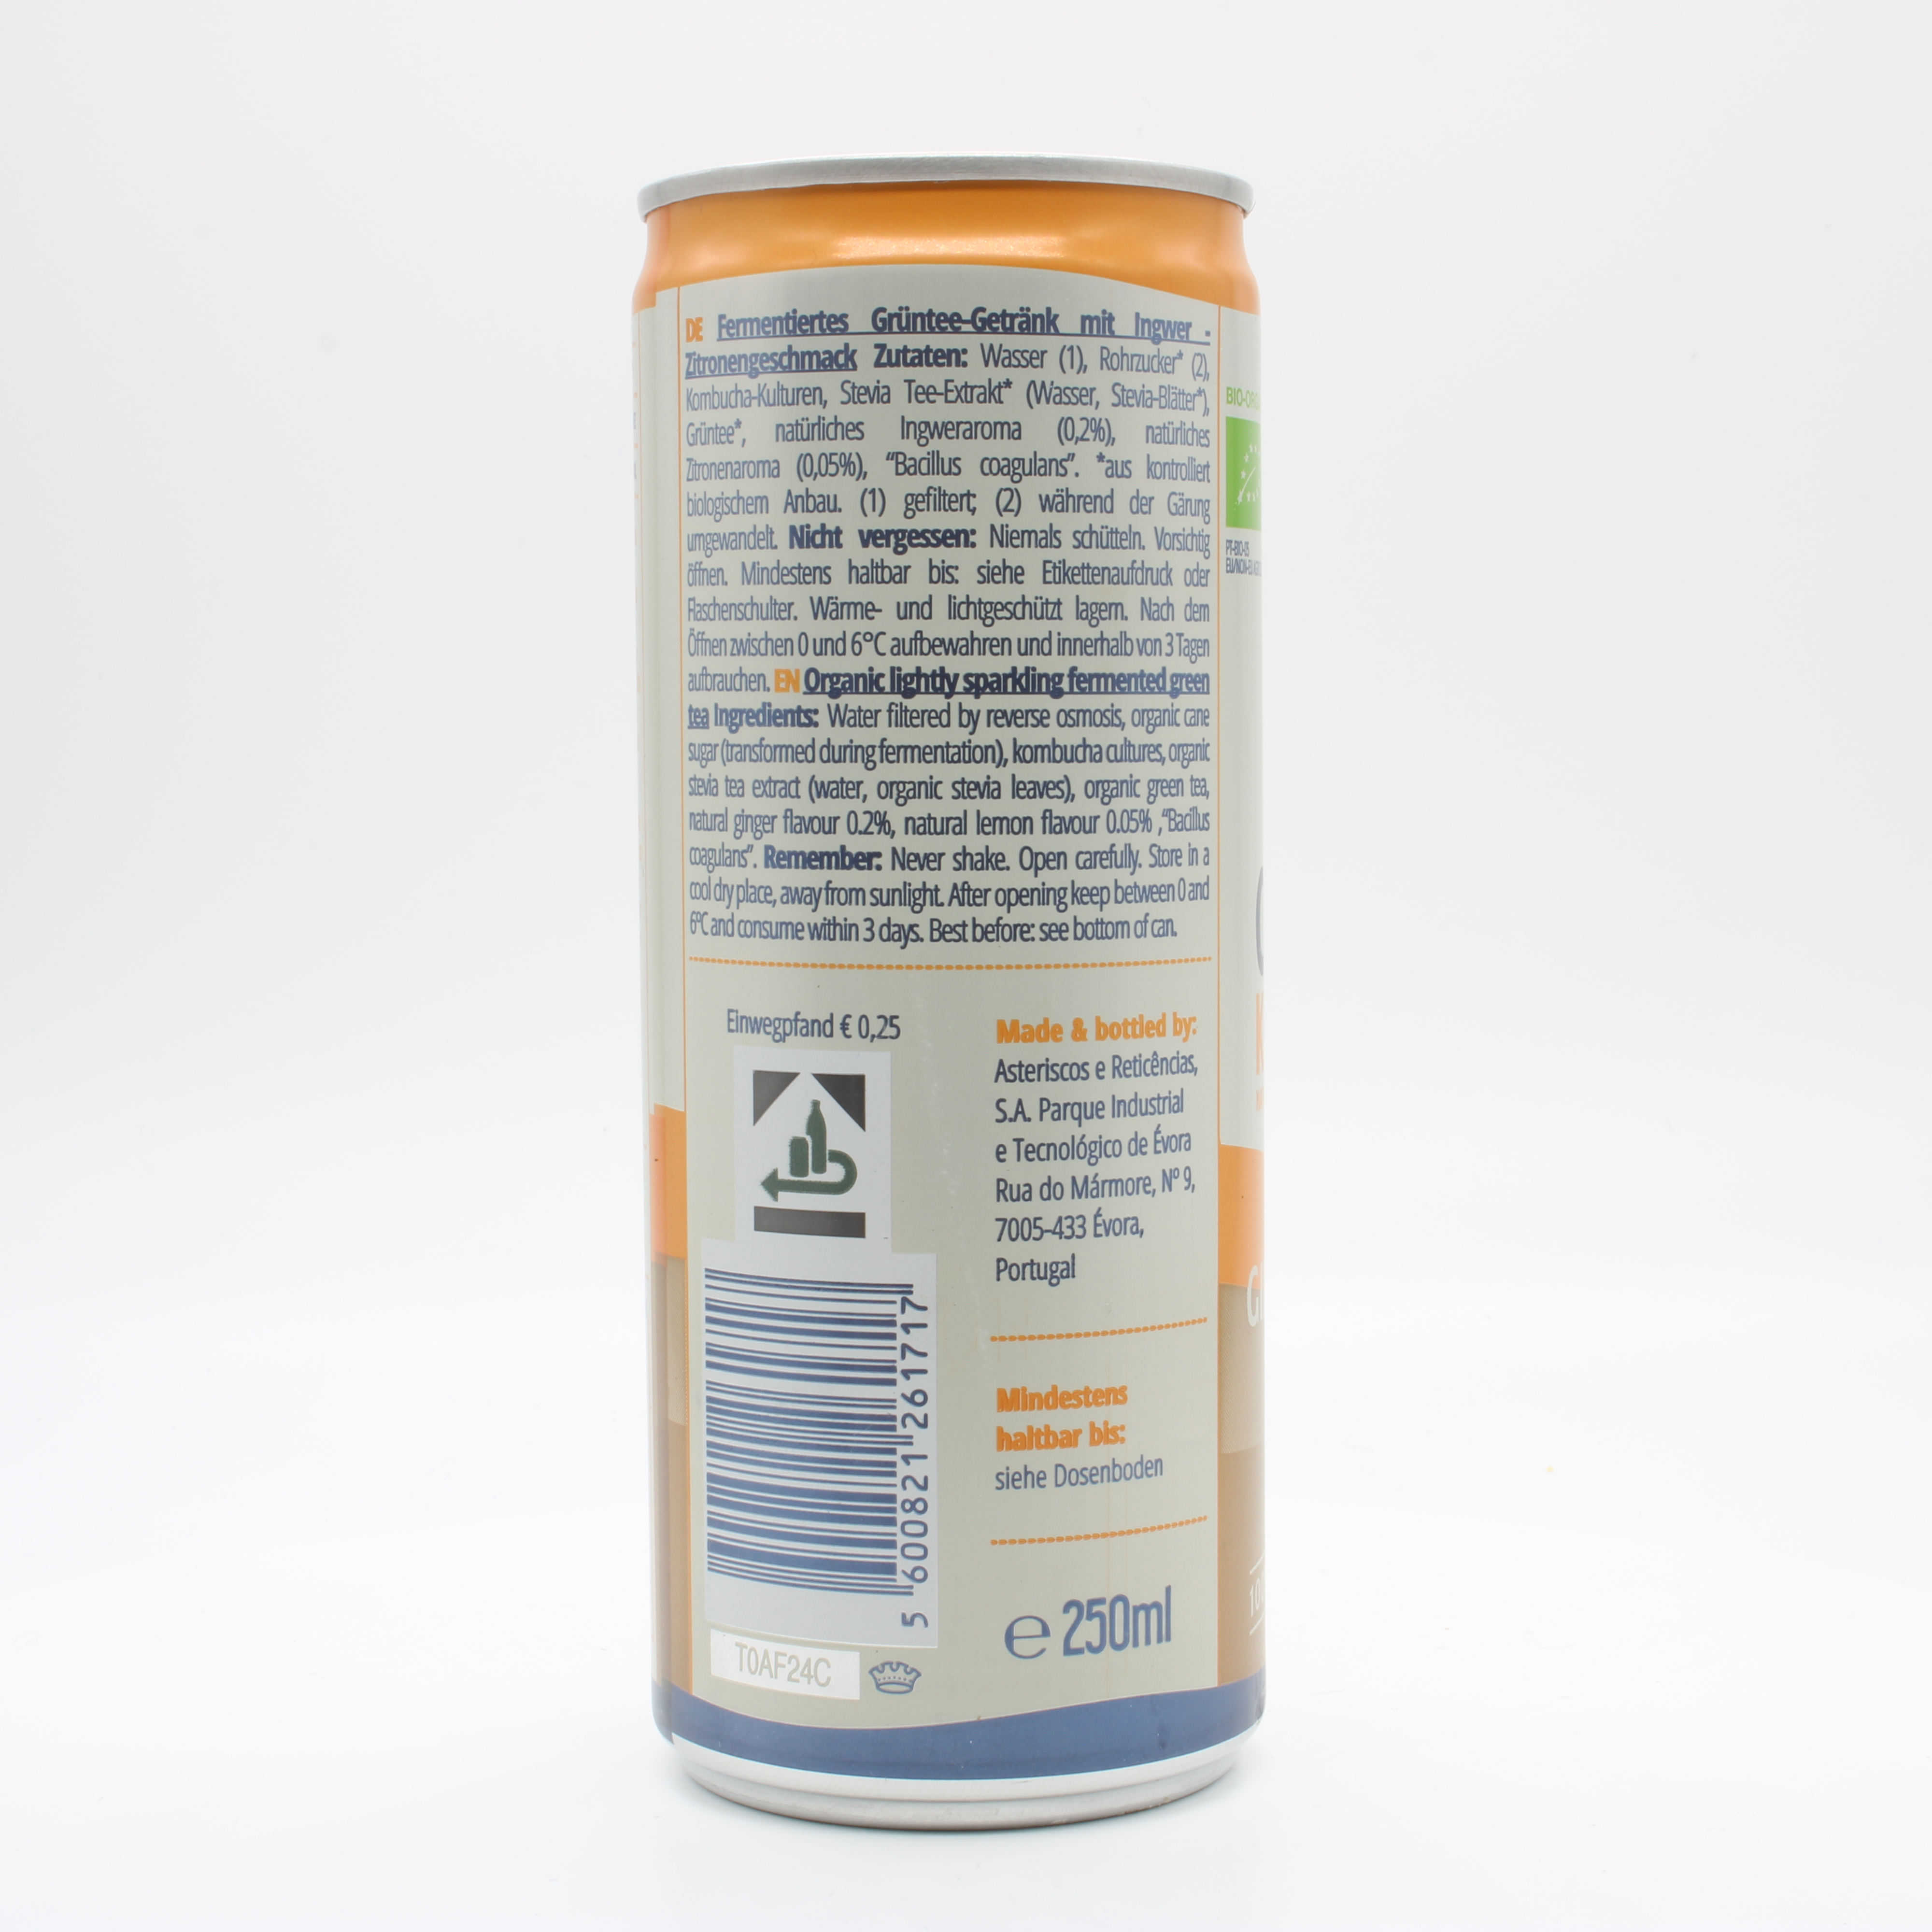 DE Fermentiertes Grüntee-Getränk mit Ingwer -
Zitronengeschmack Zutaten: Wasser (1), Rohrzucker* (2),
Kombucha-Kulturen, Stevia Tee-Extrakt* (Wasser, Stevia-Blätter*),
Grüntee*, natürliches Ingweraroma (0,2%), natürliches
Zitronenaroma (0,05%), “Bacillus coagulans”. *aus kontrolliert
biologischem Anbau. (1) gefiltert; (2) während der Gärung
umgewandelt. Nicht vergessen: Niemals schütteln. Vorsichtig
öffnen. Mindestens haltbar bis: siehe Etikettenaufdruck oder
Flaschenschulter. Wärme- und lichtgeschützt lagern. Nach dem
Öffnen zwischen 0 und 6°C aufbewahren und innerhalb von 3 Tagen
aufbrauchen. EN Organic lightly sparkling fermented green
tea Ingredients: Water filtered by reverse osmosis, organic cane
sugar (transformed during fermentation), kombucha cultures, organic
stevia tea extract (water, organic stevia leaves), organic green tea,
natural ginger flavour 0.2%, natural lemon flavour 0.05% ,“Bacillus
coagulans”. Remember: Never shake. Open carefully. Store in a
cool dry place, away from sunlight. After opening keep between 0 and
6°C and consume within 3 days. Best before: see bottom of can.
Einwegpfand € 0,25
5 600821 261717
T0AF24C
Made & bottled by:
Asteriscos e Reticências,
S.A. Parque Industrial
e Tecnológico de Évora
Rua do Mármore, Nº 9,
7005-433 Évora,
Portugal
Mindestens
haltbar bis:
siehe Dosenboden
℮ 250ml
PT-BIO-03